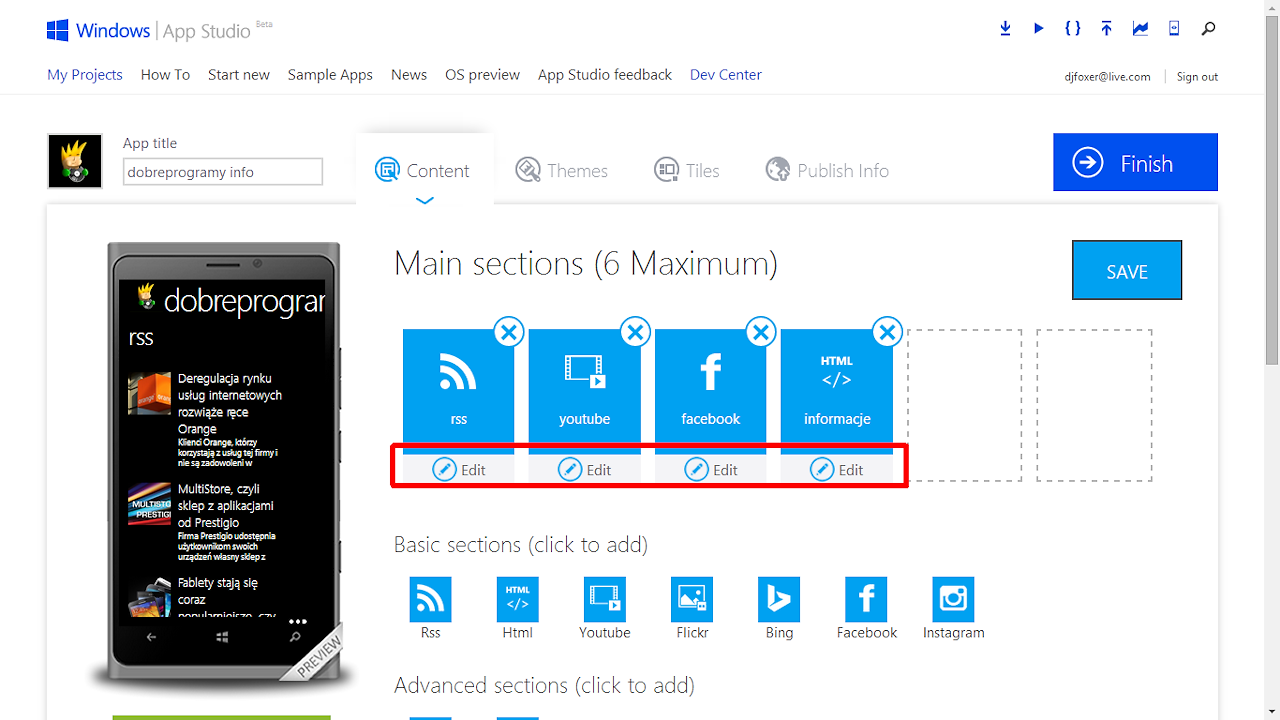 Windows | App Studio Beta
My Projects How To Start new Sample Apps News OS preview App Studio feedback Dev Center
djfoxer@live.com Sign out
App title
dobreprogramy info
Content Themes Tiles Publish Info
Finish
Main sections (6 Maximum)
SAVE
dobreprogram
rss
Deregulacja rynku
usług internetowych
rozwiąże ręce
Orange
Klienci Orange, którzy
korzystają z usług tej firmy i
nie są zadowoleni w
MultiStore, czyli
sklep z aplikacjami
od Prestigio
Firma Prestigio udostępnia
użytkownikom swoich
urządzeń własny sklep z
Fablety stają się
coraz
popularniejsze, czy
PREVIEW
HTML
</>
rss youtube facebook informacje
Edit Edit Edit Edit
Basic sections (click to add)
HTML
</>
Rss Html Youtube Flickr Bing Facebook Instagram
Advanced sections (click to add)